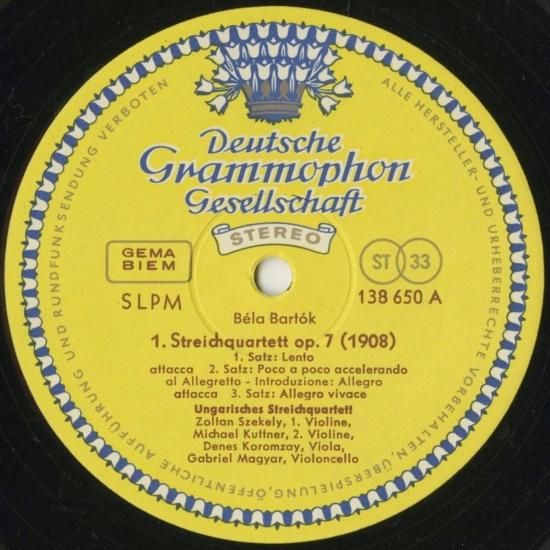 Deutsche
Grammophon
Gesellschaft
STEREO
GEMA
BIEM
ST 33
SLPM
138 650 A
Béla Bartók
1. Streichquartett op. 7 (1908)
1. Satz: Lento
attacca 2. Satz: Poco a poco accelerando
al Allegretto - Introduzione: Allegro
attacca 3. Satz: Allegro vivace
Ungarisches Streichquartett
Zoltan Szekely, 1. Violine,
Michael Kuttner, 2. Violine,
Denes Koromzay, Viola,
Gabriel Magyar, Violoncello
ALLE HERSTELLER- UND URHEBERRECHTE VORBEHALTEN, ÜBERSPIELUNG, ÖFFENTLICHE AUFFÜHRUNG UND RUNDFUNKSENDUNG VERBOTEN